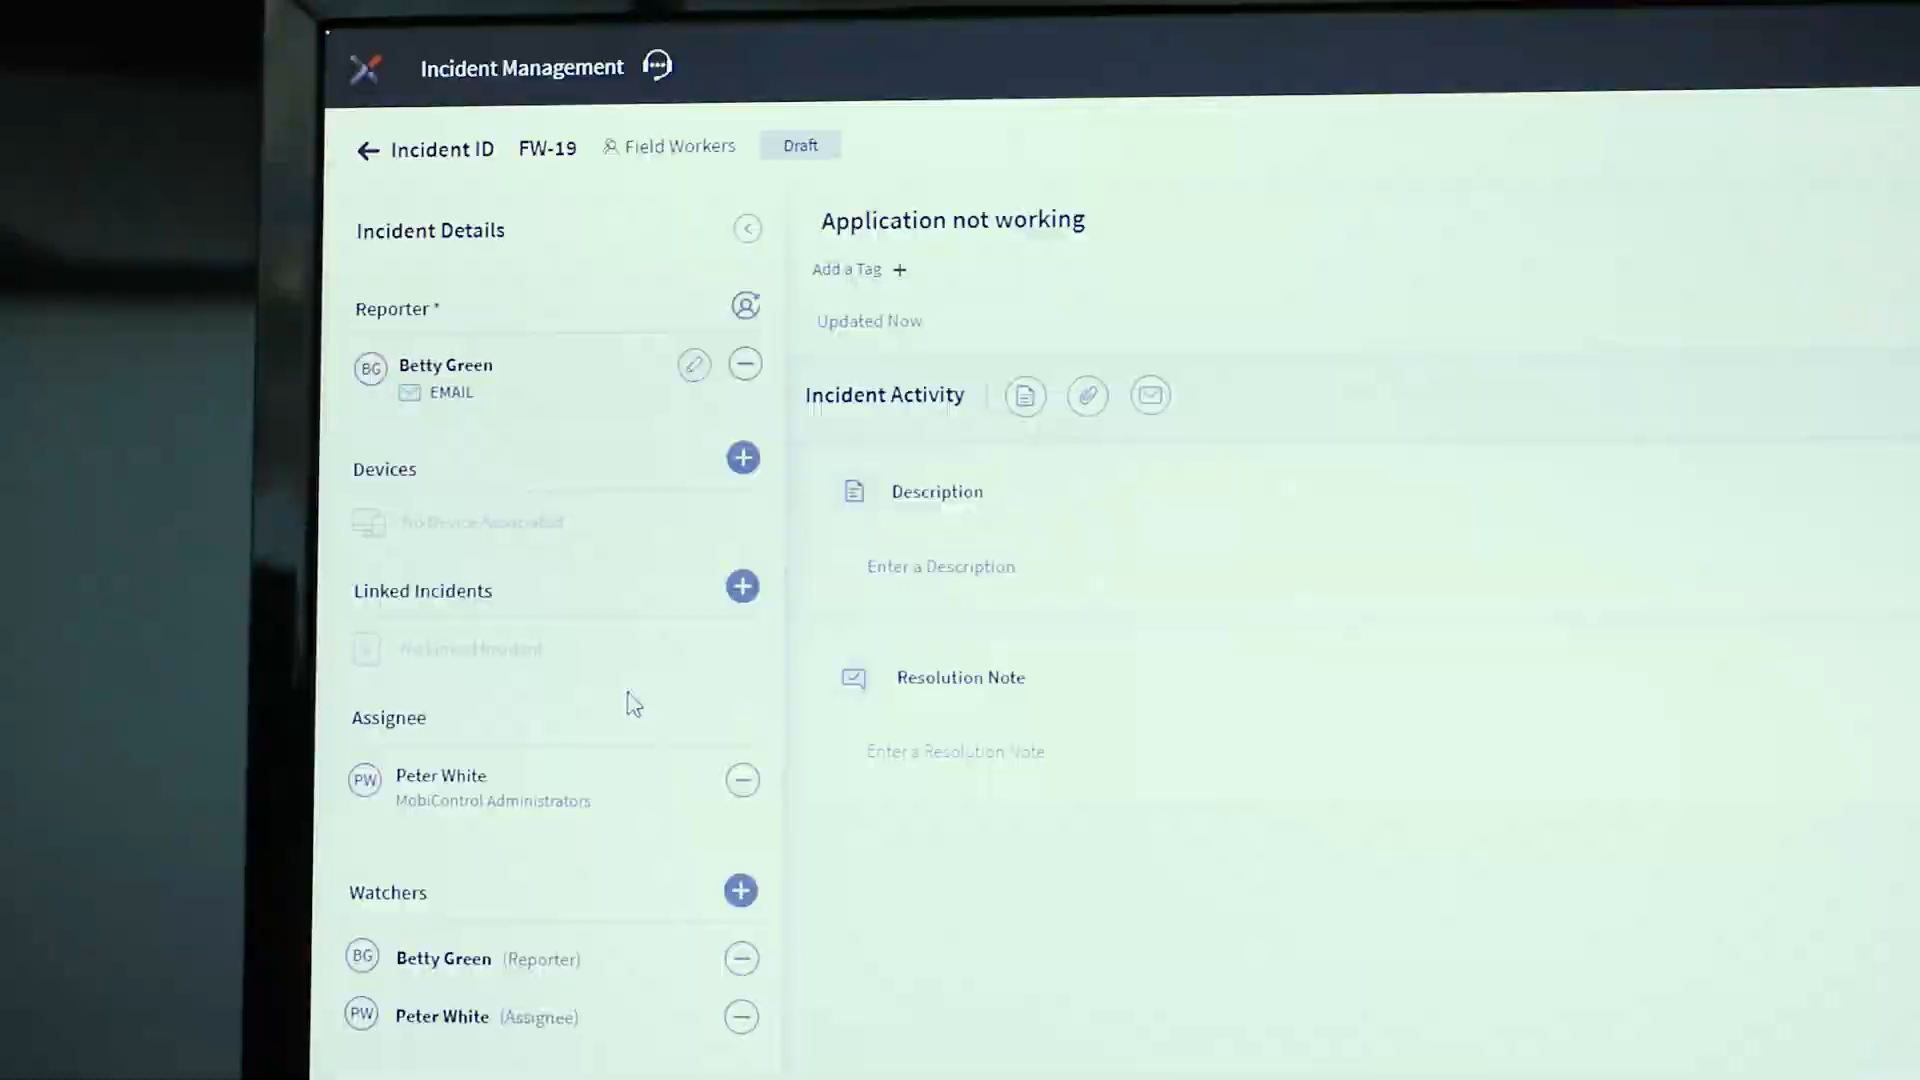 Incident Management
Incident ID FW-19 Field Workers Draft
Incident Details
Reporter *
BG Betty Green
EMAIL
Devices
No Device Associated
Linked Incidents
No Linked Incident
Assignee
PW Peter White
MobiControl Administrators
Watchers
BG Betty Green (Reporter)
PW Peter White (Assignee)
Application not working
Add a Tag +
Updated Now
Incident Activity
Description
Enter a Description
Resolution Note
Enter a Resolution Note